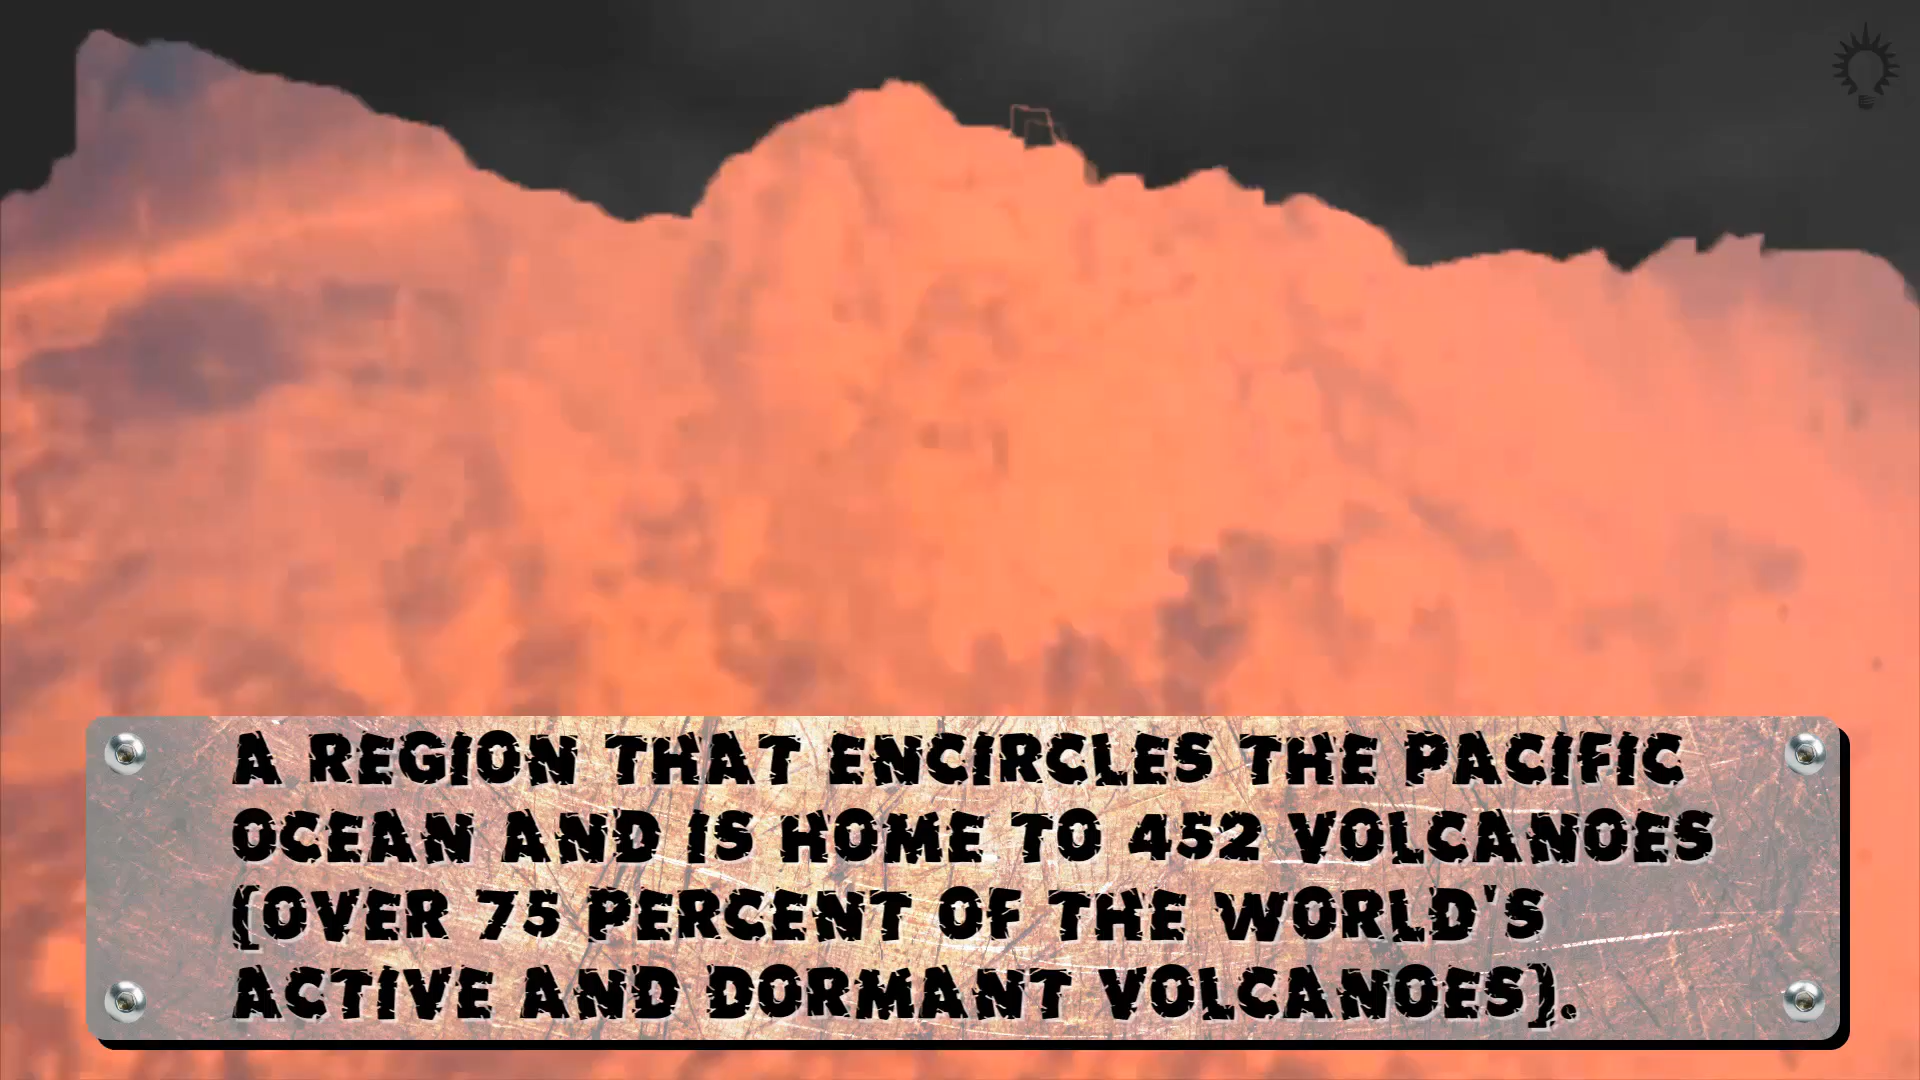 A REGION THAT ENCIRCLES THE PACIFIC
OCEAN AND IS HOME TO 452 VOLCANOES
(OVER 75 PERCENT OF THE WORLD'S
ACTIVE AND DORMANT VOLCANOES).